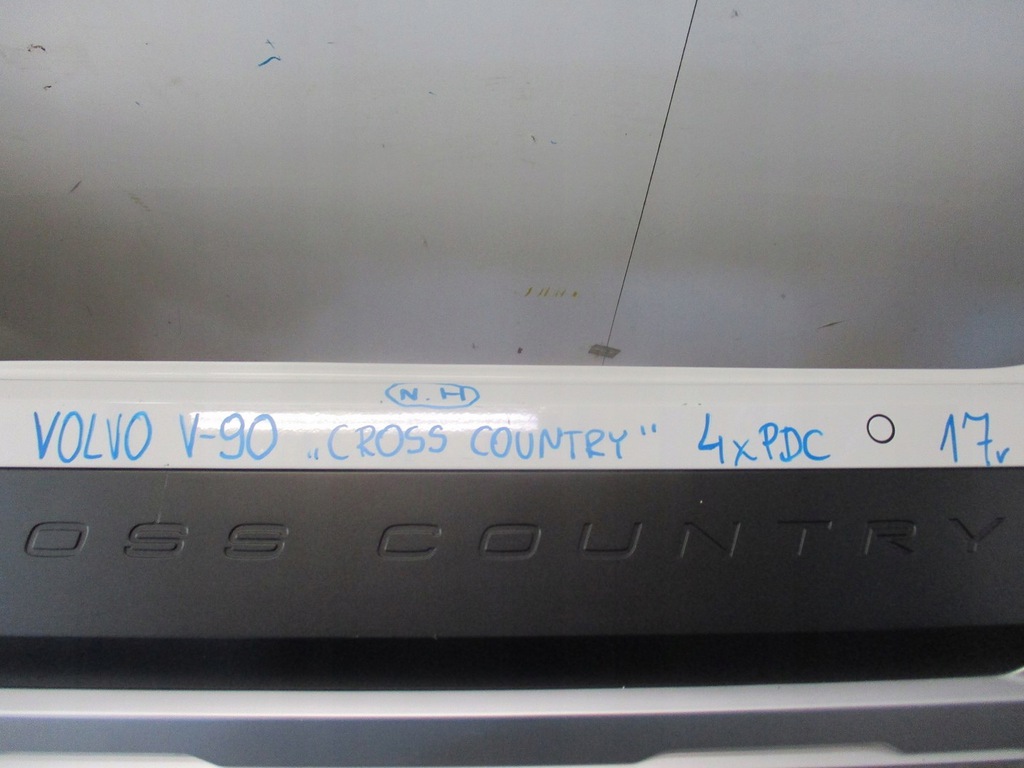 N.H
VOLVO V-90 „CROSS COUNTRY" 4xPDC O 17r
OSS COUNTRY